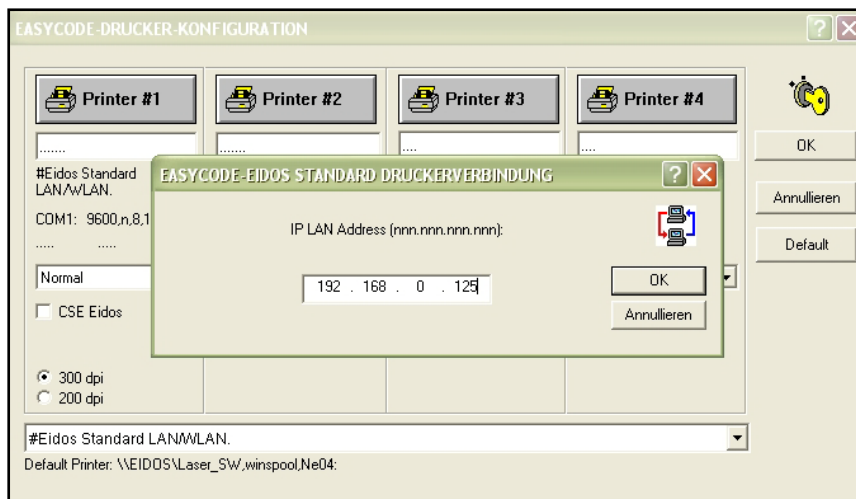 EASYCODE-DRUCKER-KONFIGURATION
Printer #1
Printer #2
Printer #3
Printer #4
.......
.......
....
....
OK
Annullieren
Default
#Eidos Standard
LAN/WLAN.
COM1: 9600,n,8,1
..... .....
Normal
CSE Eidos
300 dpi
200 dpi
EASYCODE-EIDOS STANDARD DRUCKERVERBINDUNG
IP LAN Address (nnn.nnn.nnn.nnn):
192 . 168 . 0 . 125
OK
Annullieren
#Eidos Standard LAN/WLAN.
Default Printer: \\EIDOS\Laser_SW,winspool,Ne04: